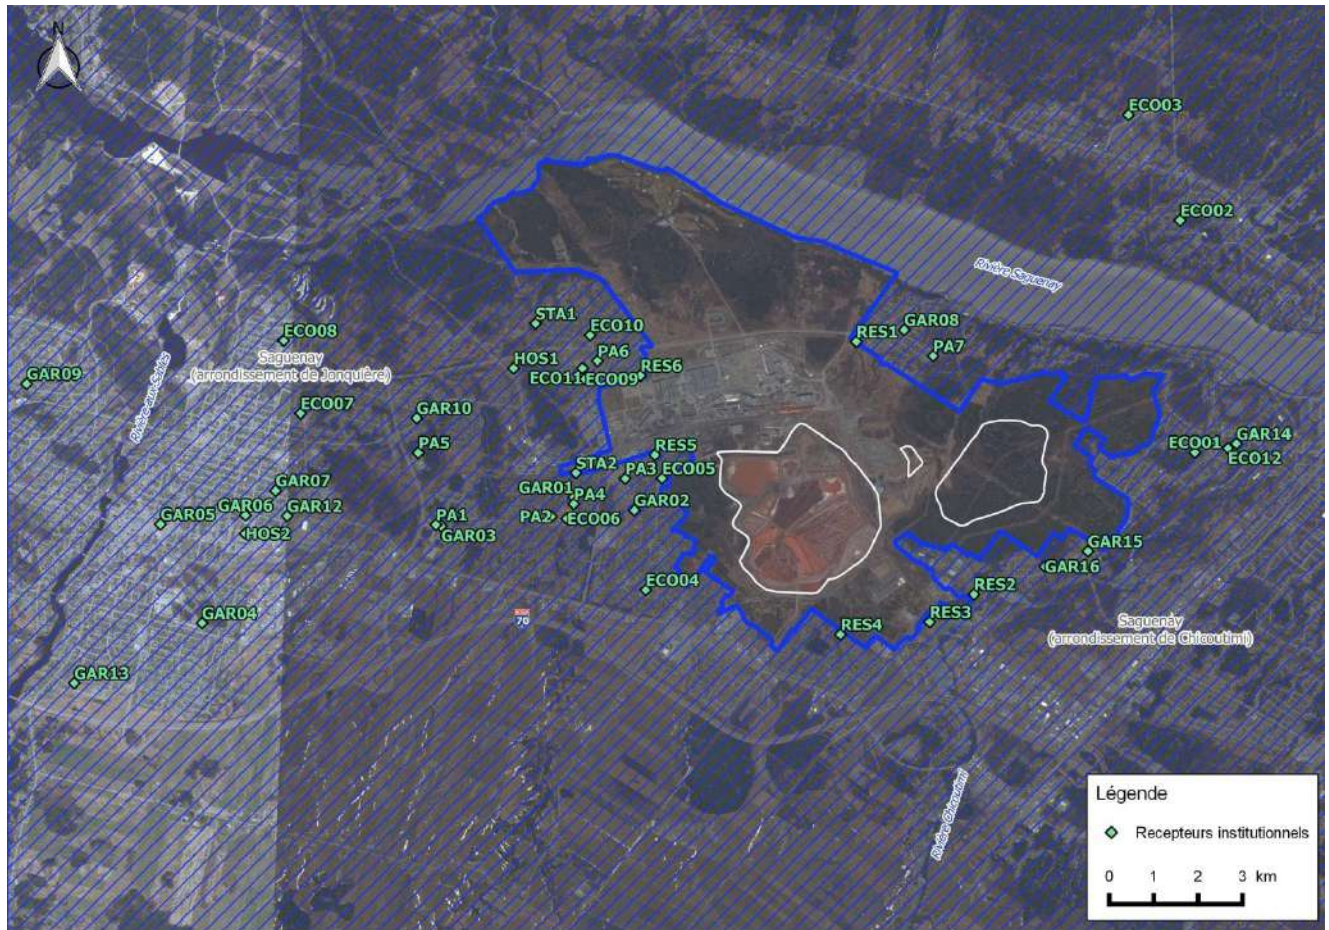 N
ECO03
ECO02
Rivière Saguenay
STA1
ECO10
RES1
GAR08
ECO08
PA6
PA7
Saguenay
(arrondissement de Jonquière)
HOS1
ECO11
ECO09
RES6
GAR09
Rivière-aux-Sables
ECO07
GAR10
PA5
RES5
ECO01
GAR14
ECO12
STA2
PA3
ECO05
GAR07
GAR01
PA4
GAR02
GAR06
GAR12
GAR05
HOS2
PA1
GAR03
PA2
ECO06
GAR15
GAR16
ECO04
RES2
GAR04
70
RES4
RES3
Saguenay
(arrondissement de Chicoutimi)
GAR13
Rivière Chicoutimi
Légende
Recepteurs institutionnels
0 1 2 3 km